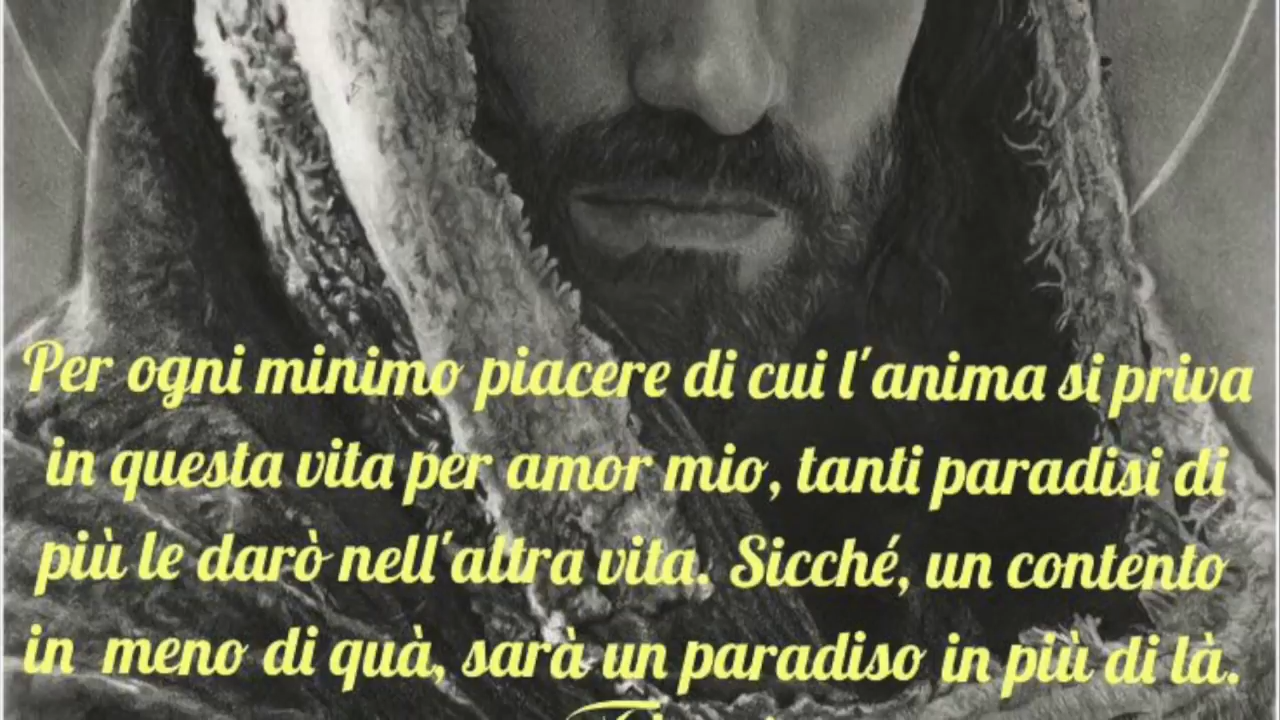 Per ogni minimo piacere di cui l'anima si priva
in questa vita per amor mio, tanti paradisi di
più le darò nell'altra vita. Sicché, un contento
in meno di quà, sarà un paradiso in più di là.